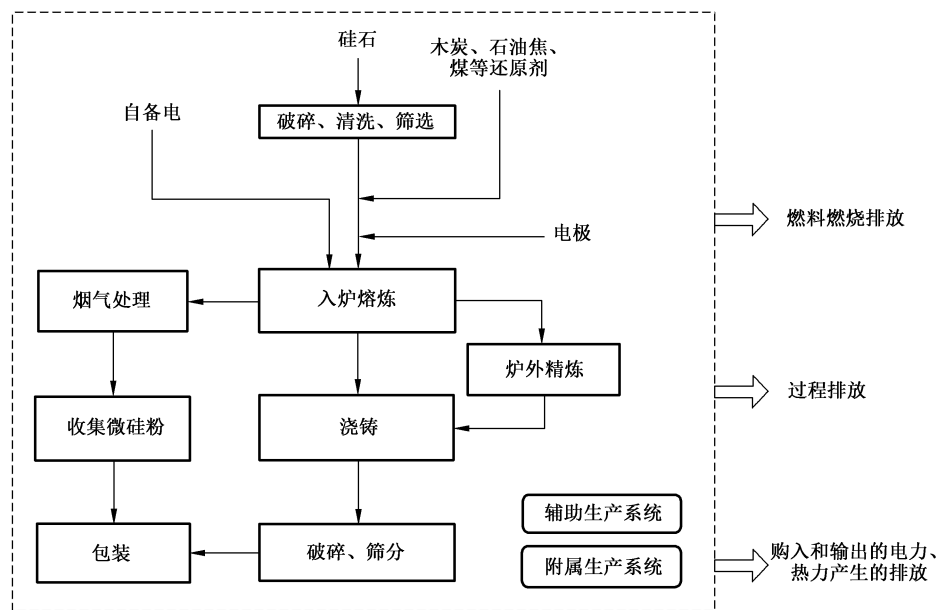 硅石
木炭、石油焦、
煤等还原剂
自备电
破碎、清洗、筛选
电极
燃料燃烧排放
烟气处理
入炉熔炼
炉外精炼
过程排放
收集微硅粉
浇铸
辅助生产系统
包装
破碎、筛分
附属生产系统
购入和输出的电力、
热力产生的排放